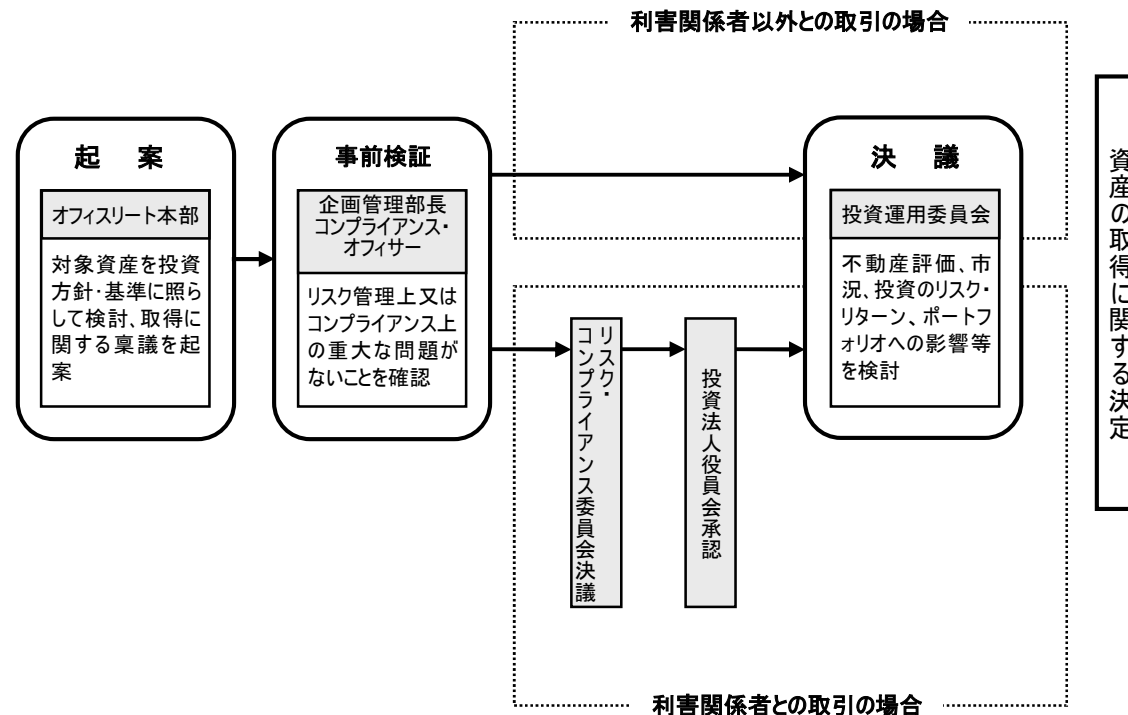 利害関係者以外との取引の場合
起　案
オフィスリート本部
対象資産を投資
方針・基準に照ら
して検討、取得に
関する稟議を起
案
事前検証
企画管理部長
コンプライアンス・
オフィサー
リスク管理上又は
コンプライアンス上
の重大な問題が
ないことを確認
リスク・
コンプライアンス委員会決議
投資法人役員会承認
決　議
投資運用委員会
不動産評価、市
況、投資のリスク・
リターン、ポートフ
ォリオへの影響等
を検討
資産の取得に関する決定
利害関係者との取引の場合